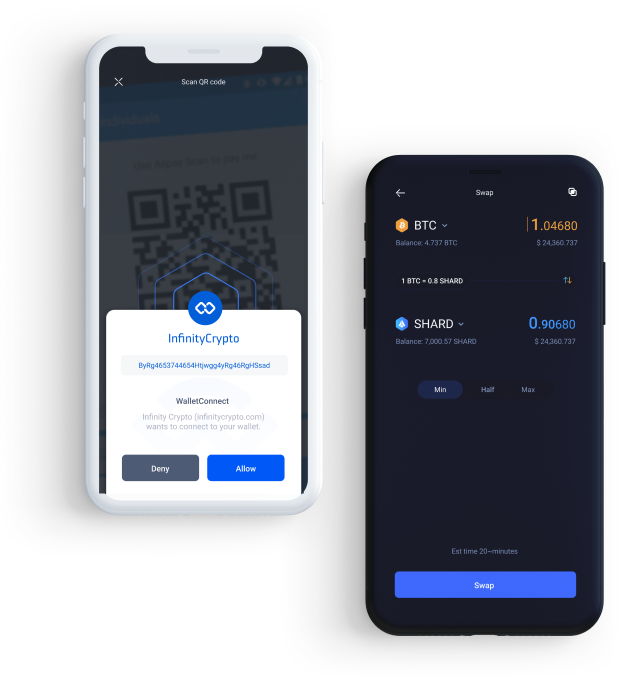 Scan QR code
InfinityCrypto
ByRg4653744654Htjwgg4yRg46RgHSsad
WalletConnect
Infinity Crypto (infinitycrypto.com)
wants to connect to your wallet.
Deny Allow
Swap
BTC 1.04680
Balance: 4.737 BTC $ 24,360.737
1 BTC = 0.8 SHARD
SHARD 0.90680
Balance: 7,000.57 SHARD $ 24,360.737
Min Half Max
Est time 20~minutes
Swap